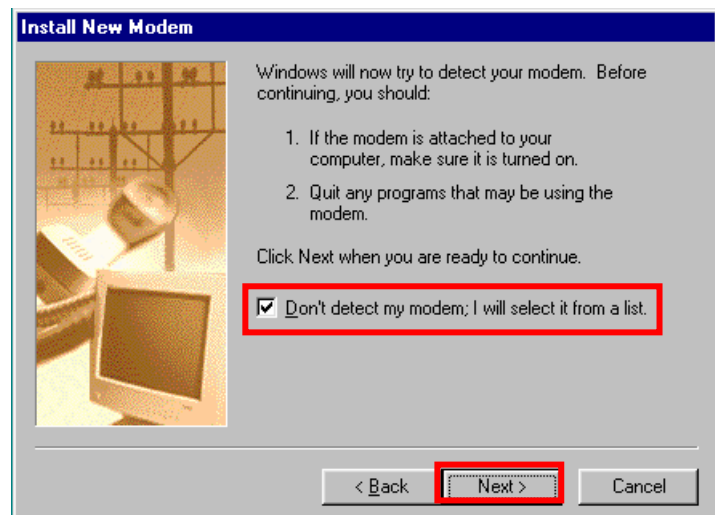 Install New Modem
Windows will now try to detect your modem. Before
continuing, you should:
1. If the modem is attached to your
computer, make sure it is turned on.
2. Quit any programs that may be using the
modem.
Click Next when you are ready to continue.
Don't detect my modem; I will select it from a list.
< Back Next > Cancel